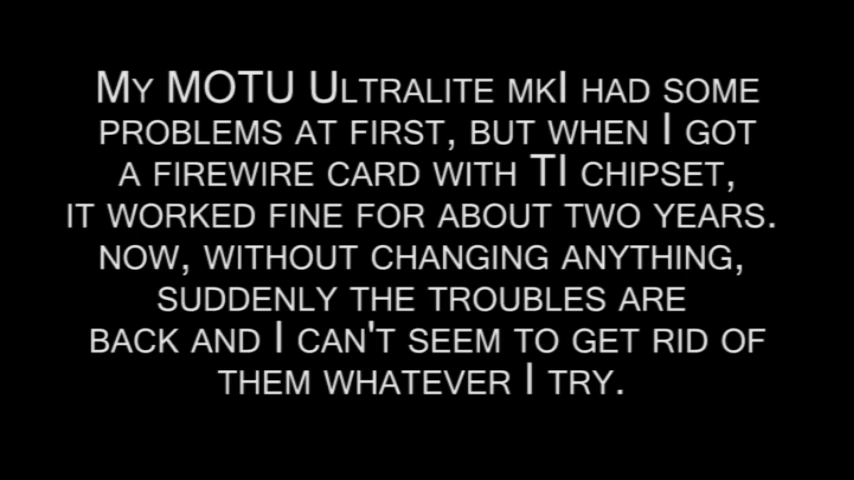 My MOTU Ultralite mkI had some
problems at first, but when I got
a firewire card with TI chipset,
it worked fine for about two years.
now, without changing anything,
suddenly the troubles are
back and I can't seem to get rid of
them whatever I try.